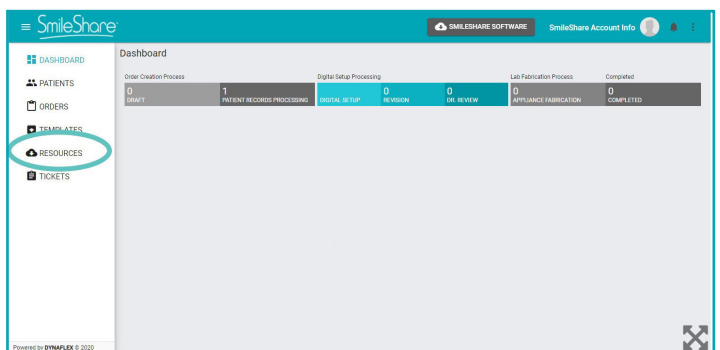 SmileShare
SMILESHARE SOFTWARE
SmileShare Account Info
DASHBOARD
PATIENTS
ORDERS
TEMPLATES
RESOURCES
TICKETS
Dashboard
Order Creation Process
Digital Setup Processing
Lab Fabrication Process
Completed
0
DRAFT
1
PATIENT RECORDS PROCESSING
0
DIGITAL SETUP
0
REVISION
0
DR. REVIEW
0
APPLIANCE FABRICATION
0
COMPLETED
Powered by DYNAFLEX © 2020